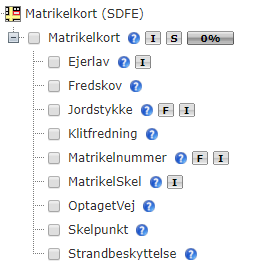 Matrikelkort (SDFE)
Matrikelkort ? I S 0%
Ejerlav ? I
Fredskov ?
Jordstykke ? F I
Klitfredning ?
Matrikelnummer ? F I
MatrikelSkel ? I
OptagetVej ?
Skelpunkt ?
Strandbeskyttelse ?